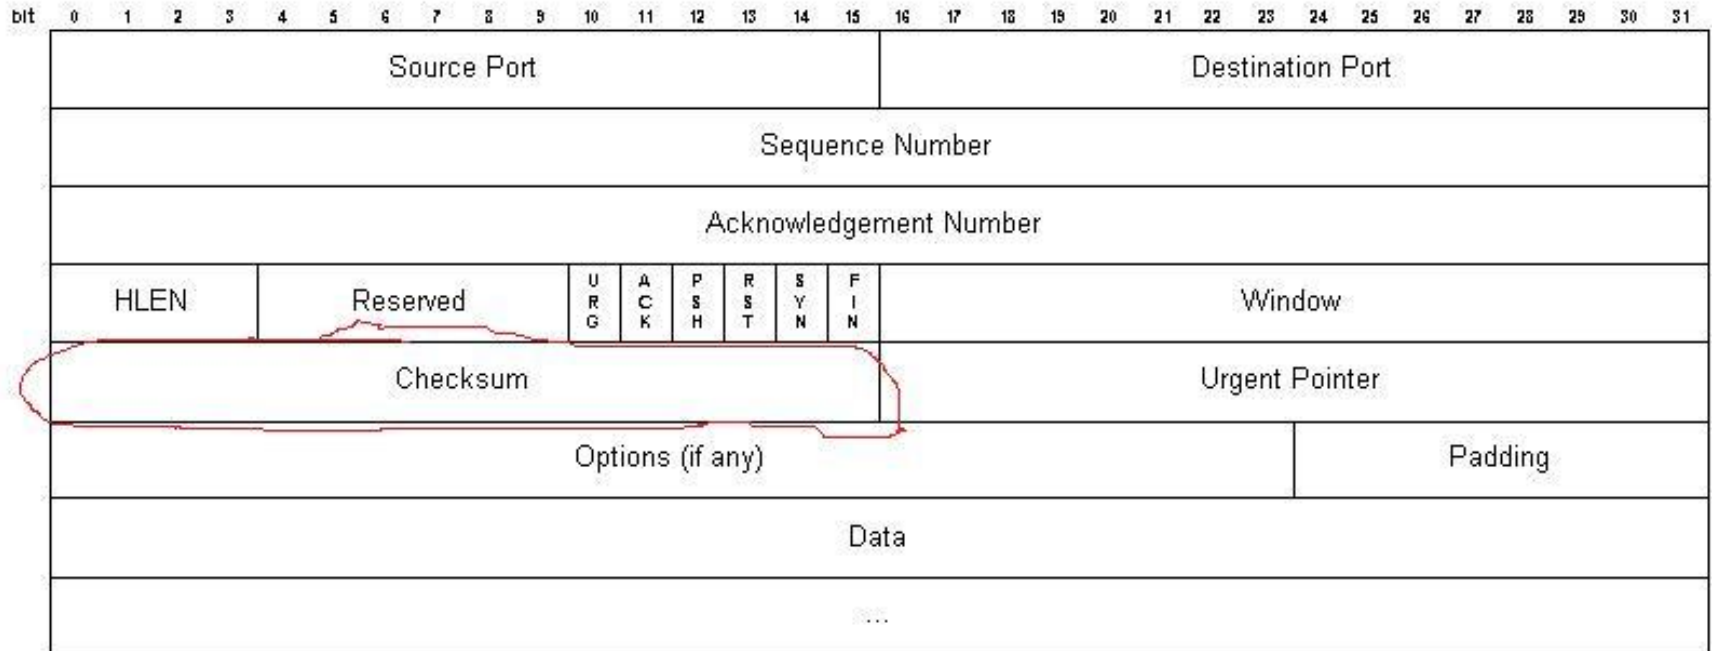 bit 0 1 2 3 4 5 6 7 8 9 10 11 12 13 14 15 16 17 18 19 20 21 22 23 24 25 26 27 28 29 30 31
Source Port Destination Port
Sequence Number
Acknowledgement Number
HLEN Reserved URG ACK PSH RST SYN FIN Window
Checksum Urgent Pointer
Options (if any) Padding
Data
...